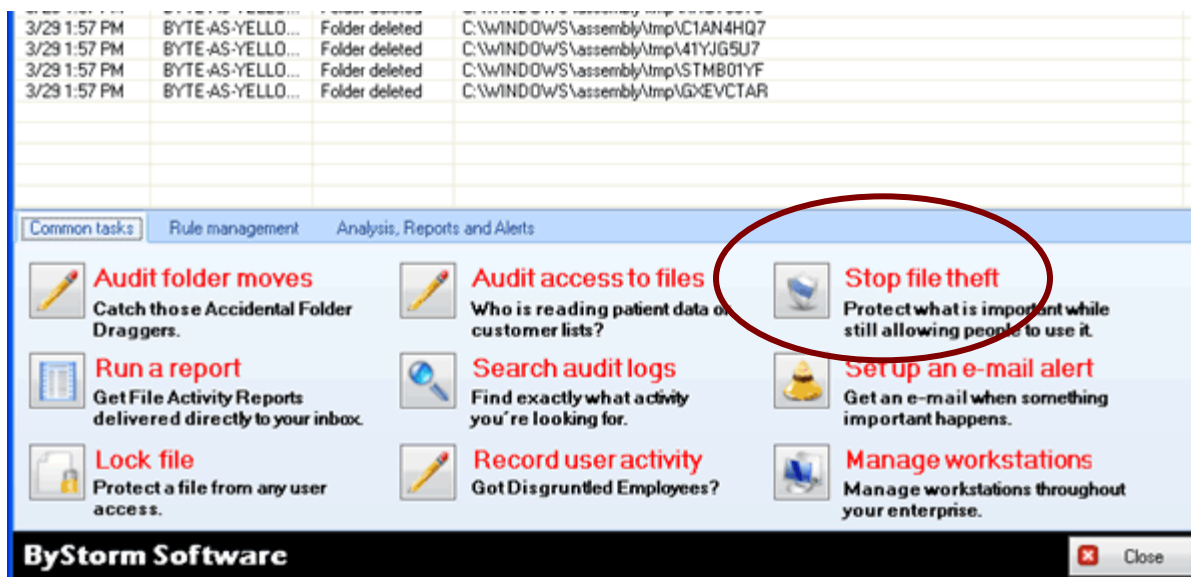 3/29 1:57 PM BYTE-AS-YELLO... Folder deleted C:\WINDOWS\assembly\tmp\C1AN4HQ7
3/29 1:57 PM BYTE-AS-YELLO... Folder deleted C:\WINDOWS\assembly\tmp\41YJG5U7
3/29 1:57 PM BYTE-AS-YELLO... Folder deleted C:\WINDOWS\assembly\tmp\STMB01YF
3/29 1:57 PM BYTE-AS-YELLO... Folder deleted C:\WINDOWS\assembly\tmp\GXEVCTAR
Common tasks Rule management Analysis, Reports and Alerts
Audit folder moves
Catch those Accidental Folder
Draggers.
Audit access to files
Who is reading patient data or
customer lists?
Stop file theft
Protect what is important while
still allowing people to use it.
Run a report
Get File Activity Reports
delivered directly to your inbox.
Search audit logs
Find exactly what activity
you're looking for.
Set up an e-mail alert
Get an e-mail when something
important happens.
Lock file
Protect a file from any user
access.
Record user activity
Got Disgruntled Employees?
Manage workstations
Manage workstations throughout
your enterprise.
ByStorm Software
Close